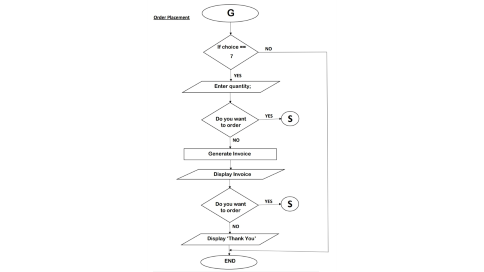 G
Order Placement
If choice ==
7
NO
YES
Enter quantity;
Do you want
to order
YES
S
NO
Generate Invoice
Display Invoice
Do you want
to order
YES
S
NO
Display 'Thank You'
END